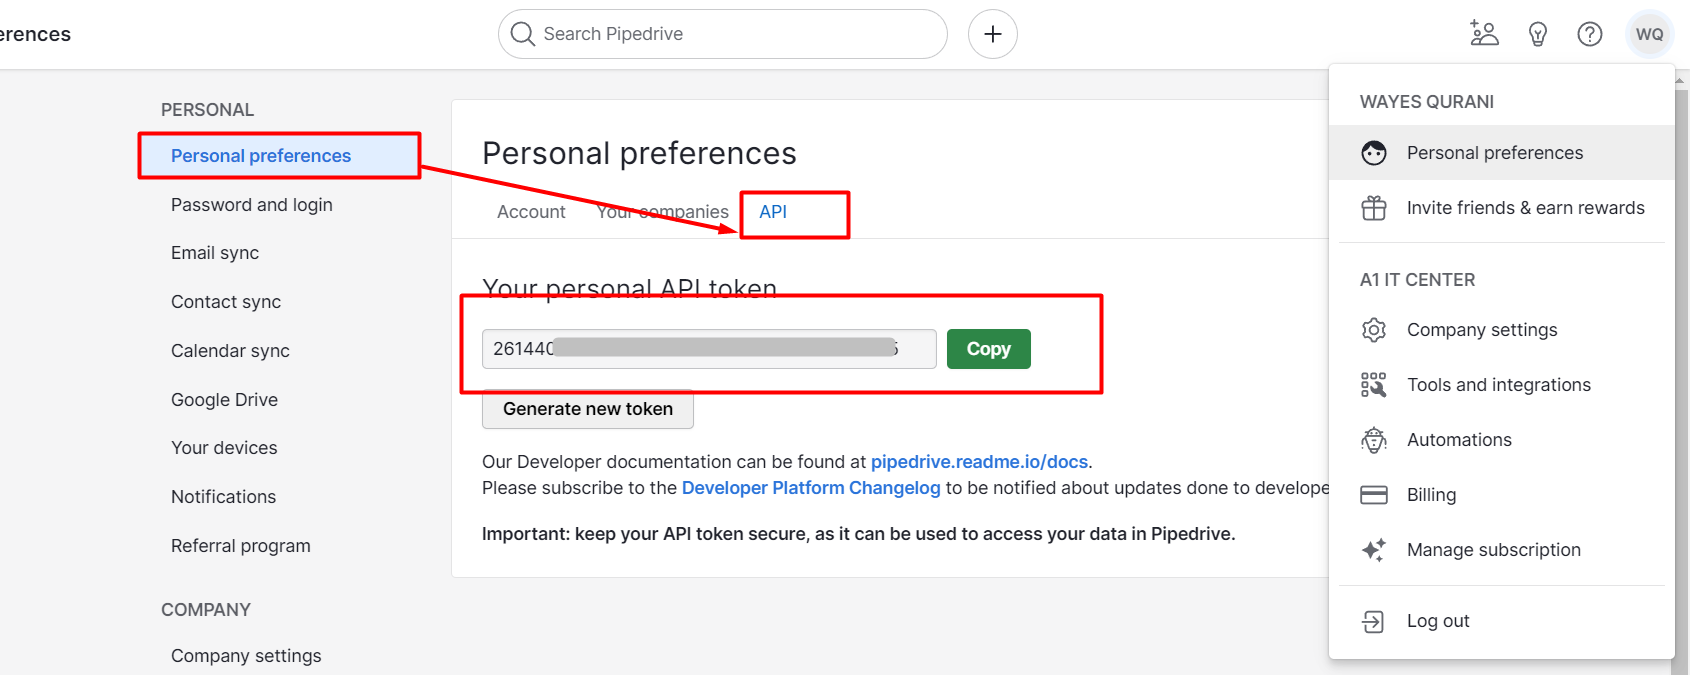 erences
Search Pipedrive
WQ
PERSONAL
Personal preferences
Password and login
Email sync
Contact sync
Calendar sync
Google Drive
Your devices
Notifications
Referral program
COMPANY
Company settings
Personal preferences
Account Your companies API
Your personal API token
261440 Copy
Generate new token
Our Developer documentation can be found at pipedrive.readme.io/docs.
Please subscribe to the Developer Platform Changelog to be notified about updates done to develope
Important: keep your API token secure, as it can be used to access your data in Pipedrive.
WAYES QURANI
Personal preferences
Invite friends & earn rewards
A1 IT CENTER
Company settings
Tools and integrations
Automations
Billing
Manage subscription
Log out